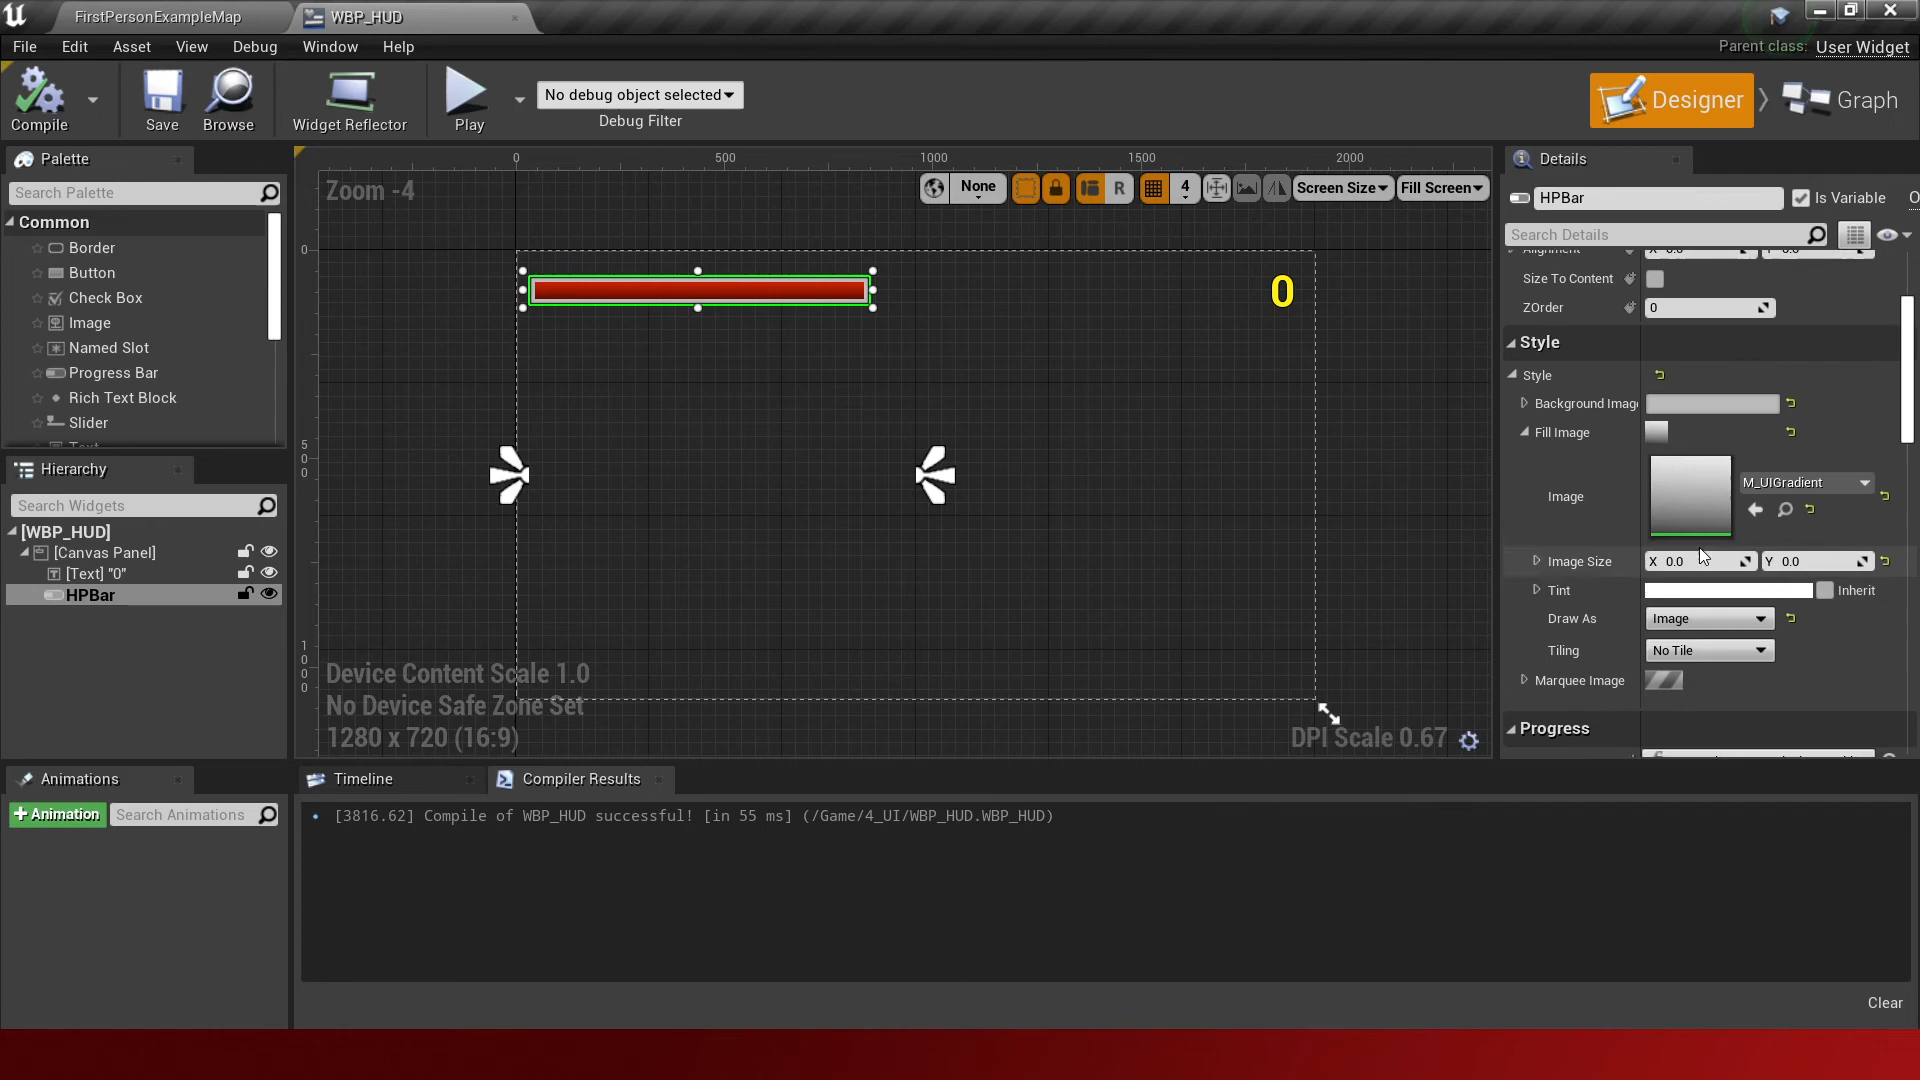 FirstPersonExampleMap
WBP_HUD
File Edit Asset View Debug Window Help
Parent class: User Widget
Compile
Save
Browse
Widget Reflector
Play
No debug object selected
Debug Filter
Designer
Graph
Palette
Search Palette
Common
Border
Button
Check Box
Image
Named Slot
Progress Bar
Rich Text Block
Slider
Hierarchy
Search Widgets
[WBP_HUD]
[Canvas Panel]
[Text] "0"
HPBar
0 500 1000 1500 2000
Zoom -4
None
R
4
Screen Size
Fill Screen
0
0
500
1000
Device Content Scale 1.0
No Device Safe Zone Set
1280 x 720 (16:9)
DPI Scale 0.67
Details
HPBar
Is Variable
Search Details
Size To Content
ZOrder 0
Style
Style
Background Imag
Fill Image
Image
M_UIGradient
Image Size X 0.0 Y 0.0
Tint Inherit
Draw As Image
Tiling No Tile
Marquee Image
Progress
Animations
+ Animation
Search Animations
Timeline
Compiler Results
[3816.62] Compile of WBP_HUD successful! [in 55 ms] (/Game/4_UI/WBP_HUD.WBP_HUD)
Clear